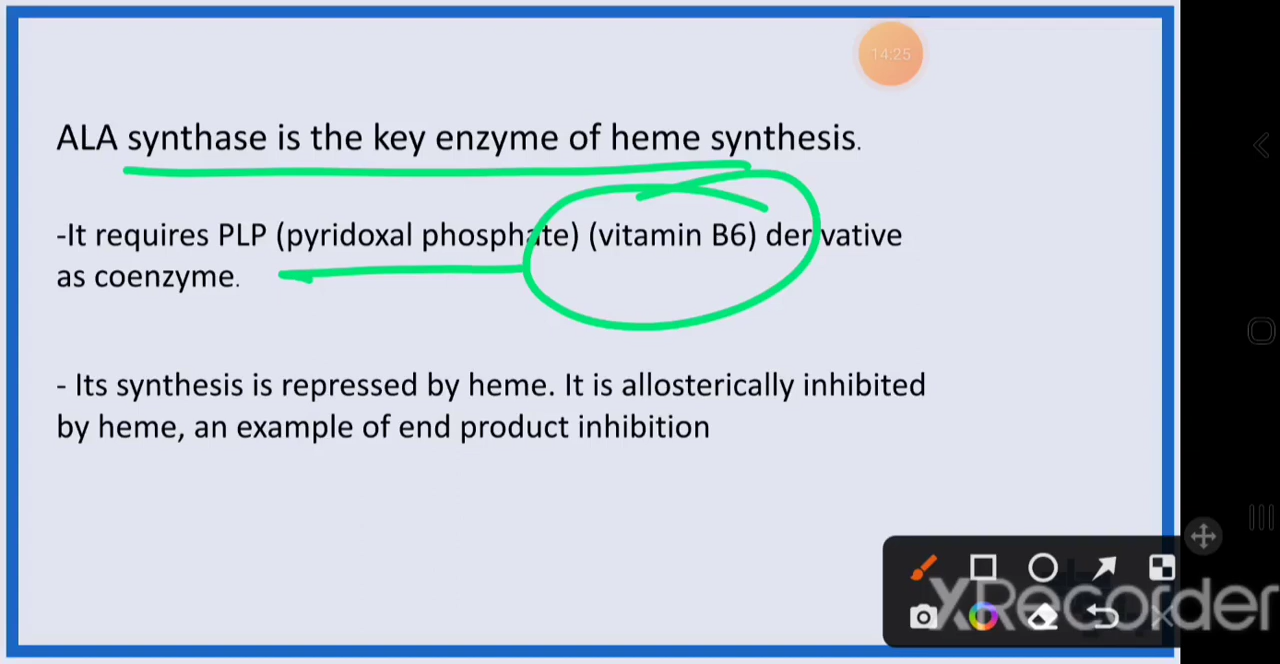 14:25
ALA synthase is the key enzyme of heme synthesis.
-It requires PLP (pyridoxal phosphate) (vitamin B6) derivative
as coenzyme.
- Its synthesis is repressed by heme. It is allosterically inhibited
by heme, an example of end product inhibition
XRecorder